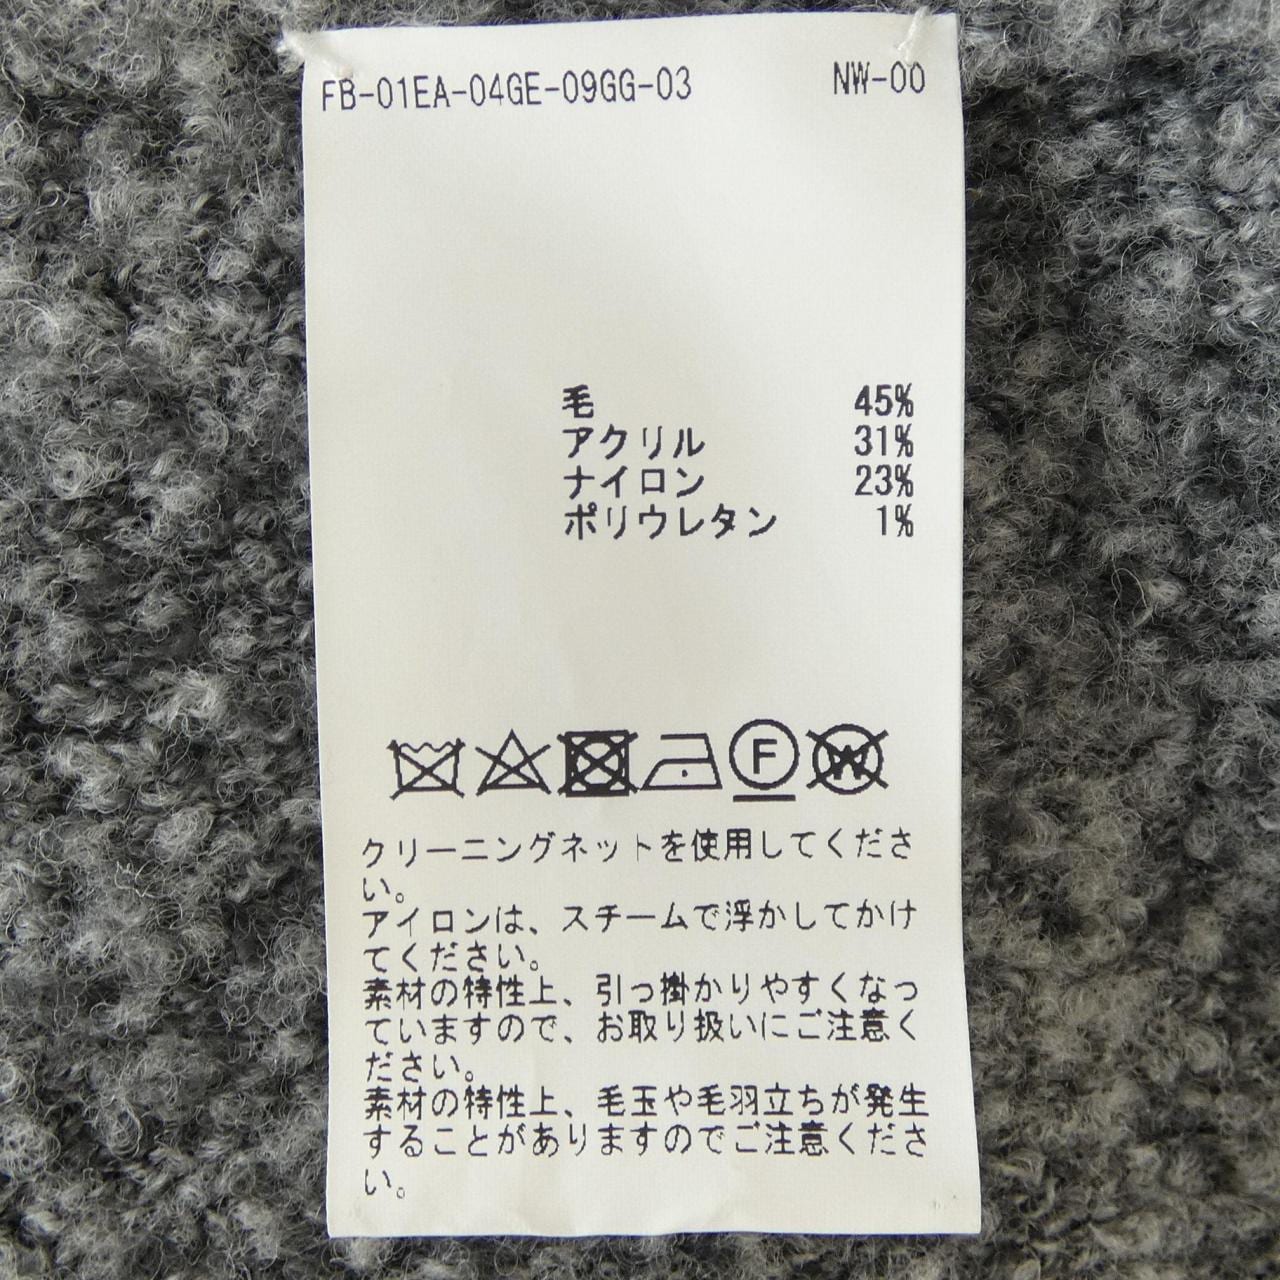 FB-01EA-04GE-09GG-03 NW-00
毛 45%
アクリル 31%
ナイロン 23%
ポリウレタン 1%
F W
クリーニングネットを使用してくださ
い。
アイロンは、スチームで浮かしてかけ
てください。
素材の特性上、引っ掛かりやすくなっ
ていますので、お取り扱いにご注意く
ださい。
素材の特性上、毛玉や毛羽立ちが発生
することがありますのでご注意くださ
い。